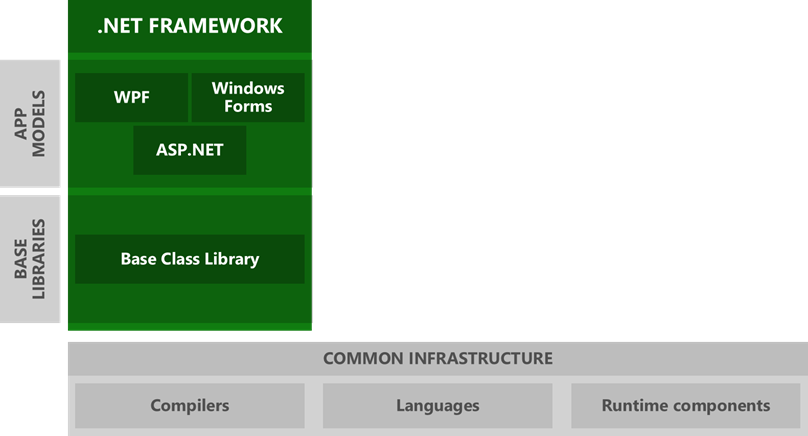 .NET FRAMEWORK
APP
MODELS
WPF
Windows
Forms
ASP.NET
BASE
LIBRARIES
Base Class Library
COMMON INFRASTRUCTURE
Compilers
Languages
Runtime components